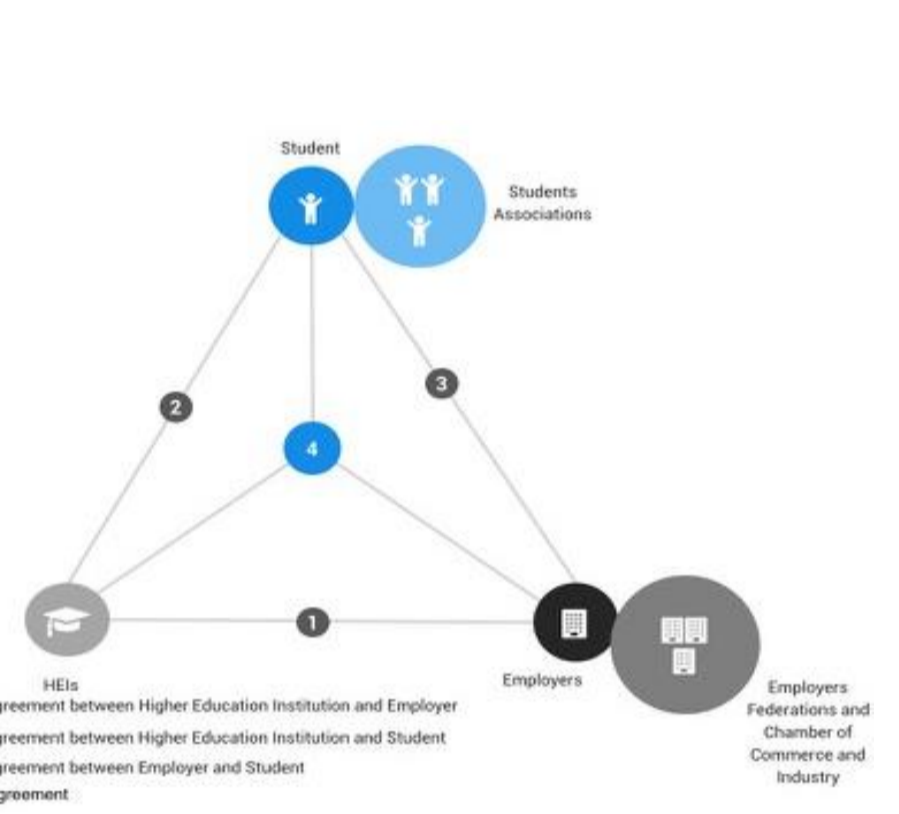 Student
Students
Associations
3
2
4
1
HEIs
Employers
greement between Higher Education Institution and Employer
greement between Higher Education Institution and Student
greement between Employer and Student
greement
Employers
Federations and
Chamber of
Commerce and
Industry